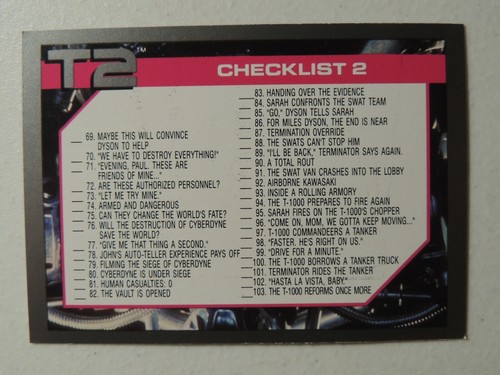 T2™
CHECKLIST 2
69. MAYBE THIS WILL CONVINCE
DYSON TO HELP
70. "WE HAVE TO DESTROY EVERYTHING!"
71. "EVENING, PAUL. THESE ARE
FRIENDS OF MINE..."
72. ARE THESE AUTHORIZED PERSONNEL?
73. "LET ME TRY MINE."
74. ARMED AND DANGEROUS
75. CAN THEY CHANGE THE WORLD'S FATE?
76. WILL THE DESTRUCTION OF CYBERDYNE
SAVE THE WORLD?
77. "GIVE ME THAT THING A SECOND."
78. JOHN'S AUTO-TELLER EXPERIENCE PAYS OFF
79. FILMING THE SIEGE OF CYBERDYNE
80. CYBERDYNE IS UNDER SIEGE
81. HUMAN CASUALTIES: 0
82. THE VAULT IS OPENED
83. HANDING OVER THE EVIDENCE
84. SARAH CONFRONTS THE SWAT TEAM
85. "GO," DYSON TELLS SARAH
86. FOR MILES DYSON, THE END IS NEAR
87. TERMINATION OVERRIDE
88. THE SWATS CAN'T STOP HIM
89. "I'LL BE BACK," TERMINATOR SAYS AGAIN.
90. A TOTAL ROUT
91. THE SWAT VAN CRASHES INTO THE LOBBY
92. AIRBORNE KAWASAKI
93. INSIDE A ROLLING ARMORY
94. THE T-1000 PREPARES TO FIRE AGAIN
95. SARAH FIRES ON THE T-1000'S CHOPPER
96. "COME ON, MOM, WE GOTTA KEEP MOVING..."
97. T-1000 COMMANDEERS A TANKER
98. "FASTER. HE'S RIGHT ON US."
99. "DRIVE FOR A MINUTE."
100. THE T-1000 BORROWS A TANKER TRUCK
101. TERMINATOR RIDES THE TANKER
102. "HASTA LA VISTA, BABY."
103. THE T-1000 REFORMS ONCE MORE